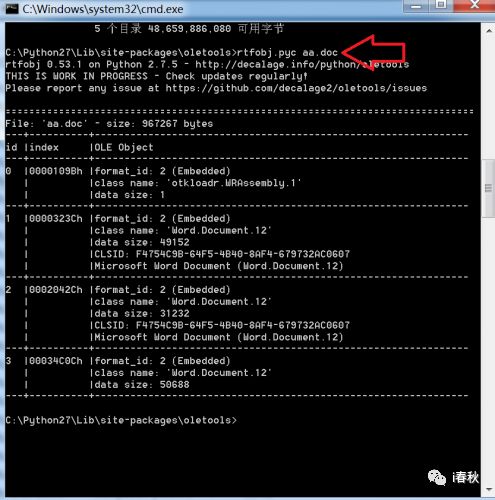 C:\Windows\system32\cmd.exe
5 个目录 48,659,886,080 可用字节
C:\Python27\Lib\site-packages\oletools>rtfobj.pyc aa.doc
rtfobj 0.53.1 on Python 2.7.5 - http://decalage.info/python/oletools
THIS IS WORK IN PROGRESS - Check updates regularly!
Please report any issue at https://github.com/decalage2/oletools/issues
===============================================================================
File: 'aa.doc' - size: 967267 bytes
---+----------+---------------------------------------------------------------
id |index     |OLE Object
---+----------+---------------------------------------------------------------
0  |0000109Bh |format_id: 2 (Embedded)
   |          |class name: 'otkloadr.WRAssembly.1'
   |          |data size: 1
---+----------+---------------------------------------------------------------
1  |0000323Ch |format_id: 2 (Embedded)
   |          |class name: 'Word.Document.12'
   |          |data size: 49152
   |          |CLSID: F4754C9B-64F5-4B40-8AF4-679732AC0607
   |          |Microsoft Word Document (Word.Document.12)
---+----------+---------------------------------------------------------------
2  |0002042Ch |format_id: 2 (Embedded)
   |          |class name: 'Word.Document.12'
   |          |data size: 31232
   |          |CLSID: F4754C9B-64F5-4B40-8AF4-679732AC0607
   |          |Microsoft Word Document (Word.Document.12)
---+----------+---------------------------------------------------------------
3  |00034C0Ch |format_id: 2 (Embedded)
   |          |class name: 'Word.Document.12'
   |          |data size: 50688
---+----------+---------------------------------------------------------------
C:\Python27\Lib\site-packages\oletools>
i春秋